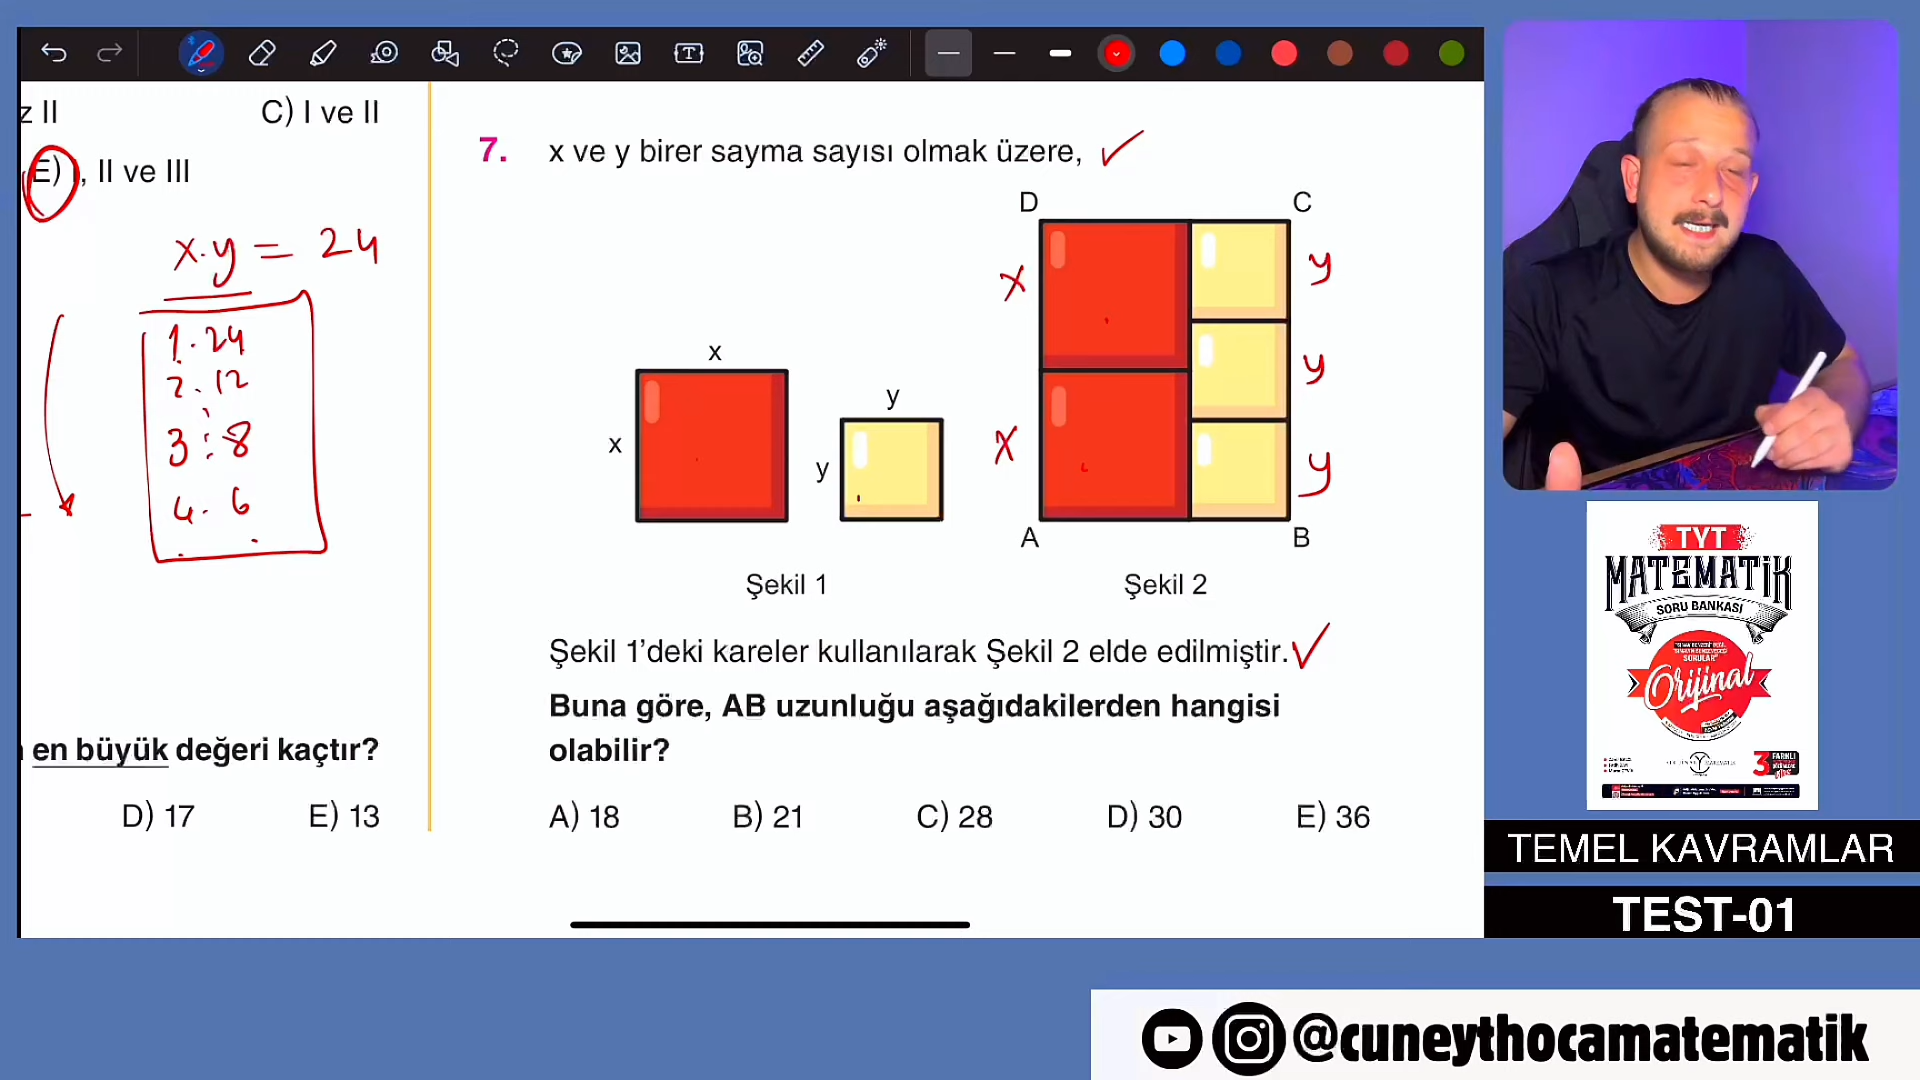 z II
C) I ve II
E) I, II ve III
x.y = 24
1.24
2.12
3.8
4.6
en büyük değeri kaçtır?
D) 17
E) 13
7. x ve y birer sayma sayısı olmak üzere,
D
C
x
y
x
y
x
y
x
y
x
y
A
B
Şekil 1
Şekil 2
Şekil 1'deki kareler kullanılarak Şekil 2 elde edilmiştir.
Buna göre, AB uzunluğu aşağıdakilerden hangisi
olabilir?
A) 18
B) 21
C) 28
D) 30
E) 36
TYT
MATEMATİK
SORU BANKASI
SORULAR"
Orijinal
3 FARKLI
TEMEL KAVRAMLAR
TEST-01
@cuneythocamatematik